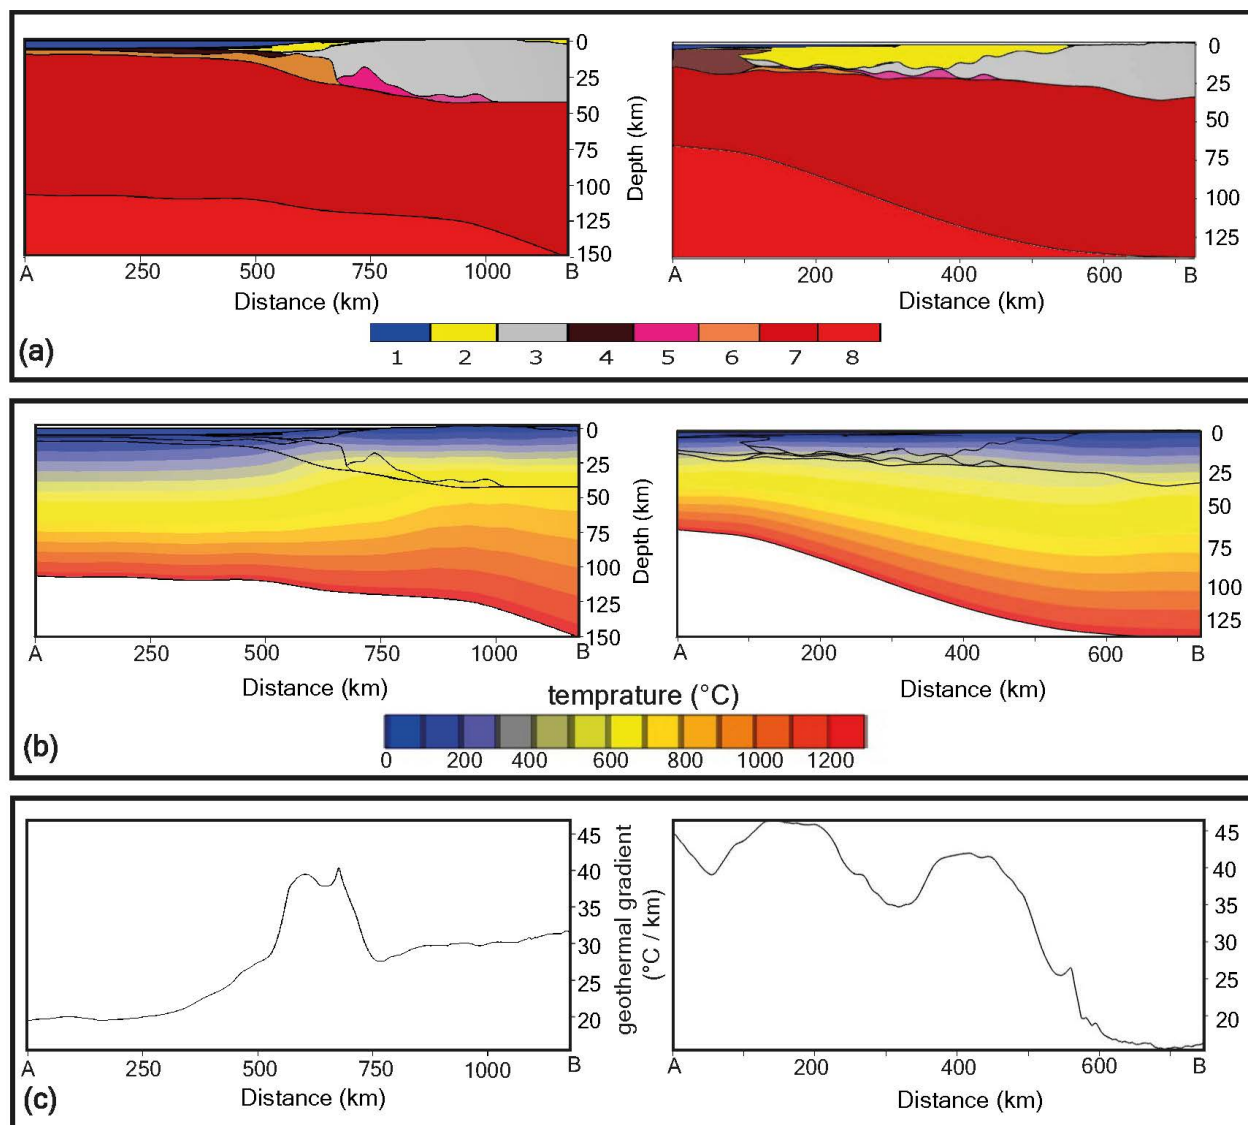 0
25
50
75
100
125
150
A
250
500
750
1000
B
Distance (km)
Depth (km)
0
25
50
75
100
125
A
200
400
600
B
Distance (km)
1 2 3 4 5 6 7 8
(a)
0
25
50
75
100
125
150
A
250
500
750
1000
B
Distance (km)
Depth (km)
0
25
50
75
100
125
A
200
400
600
B
Distance (km)
temprature (°C)
0 200 400 600 800 1000 1200
(b)
45
40
35
30
25
20
A
250
500
750
1000
B
Distance (km)
geothermal gradient
(°C / km)
45
40
35
30
25
20
A
200
400
600
B
Distance (km)
(c)